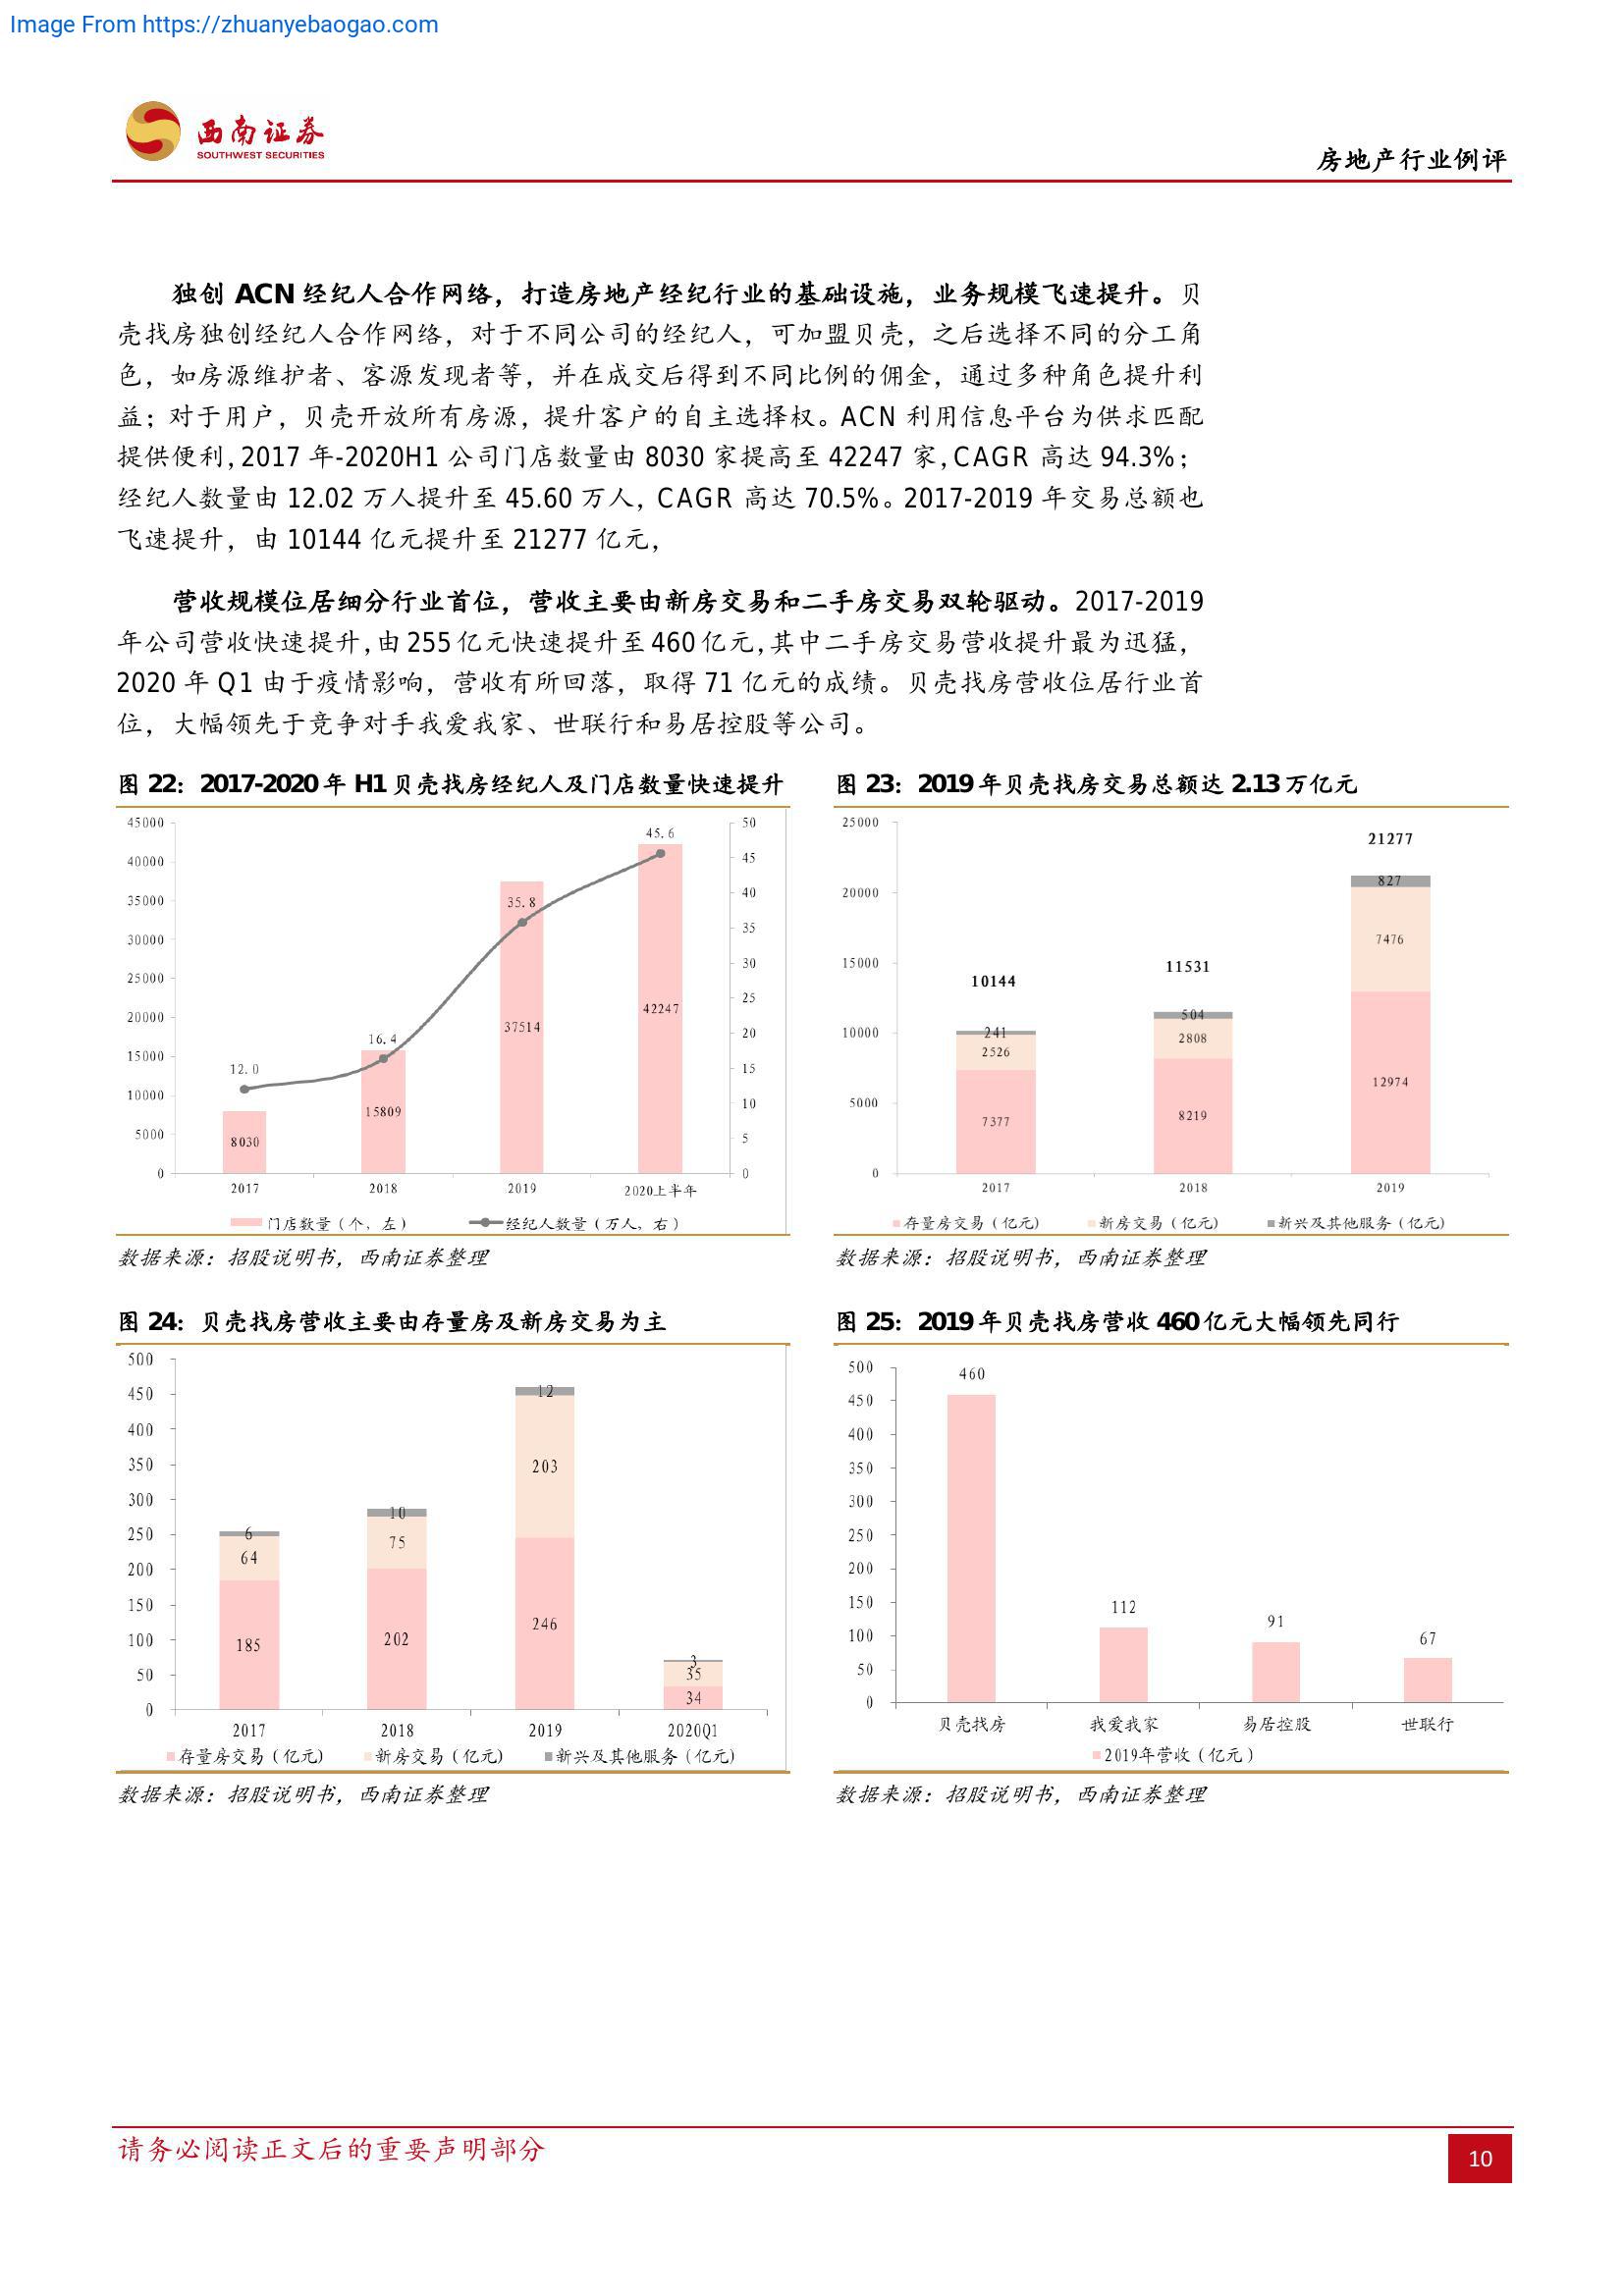 Image From https://zhuanyebaogao.com
西南证券
SOUTHWEST SECURITIES
房地产行业例评
独创 ACN 经纪人合作网络，打造房地产经纪行业的基础设施，业务规模飞速提升。贝
壳找房独创经纪人合作网络，对于不同公司的经纪人，可加盟贝壳，之后选择不同的分工角
色，如房源维护者、客源发现者等，并在成交后得到不同比例的佣金，通过多种角色提升利
益；对于用户，贝壳开放所有房源，提升客户的自主选择权。ACN 利用信息平台为供求匹配
提供便利，2017 年-2020H1 公司门店数量由 8030 家提高至 42247 家，CAGR 高达 94.3%；
经纪人数量由 12.02 万人提升至 45.60 万人，CAGR 高达 70.5%。2017-2019 年交易总额也
飞速提升，由 10144 亿元提升至 21277 亿元，
营收规模位居细分行业首位，营收主要由新房交易和二手房交易双轮驱动。2017-2019
年公司营收快速提升，由 255 亿元快速提升至 460 亿元，其中二手房交易营收提升最为迅猛，
2020 年 Q1 由于疫情影响，营收有所回落，取得 71 亿元的成绩。贝壳找房营收位居行业首
位，大幅领先于竞争对手我爱我家、世联行和易居控股等公司。
图 22：2017-2020 年 H1 贝壳找房经纪人及门店数量快速提升
45000
40000
35000
30000
25000
20000
15000
10000
5000
0
50
45
40
35
30
25
20
15
10
5
0
12.0
16.4
35.8
45.6
8030
15809
37514
42247
2017 2018 2019 2020上半年
门店数量（个，左） 经纪人数量（万人，右）
数据来源：招股说明书，西南证券整理
图 23：2019 年贝壳找房交易总额达 2.13 万亿元
25000
20000
15000
10000
5000
0
10144
241
2526
7377
11531
504
2808
8219
21277
827
7476
12974
2017 2018 2019
存量房交易（亿元） 新房交易（亿元） 新兴及其他服务（亿元）
数据来源：招股说明书，西南证券整理
图 24：贝壳找房营收主要由存量房及新房交易为主
500
450
400
350
300
250
200
150
100
50
0
6
64
185
10
75
202
12
203
246
3
35
34
2017 2018 2019 2020Q1
存量房交易（亿元） 新房交易（亿元） 新兴及其他服务（亿元）
数据来源：招股说明书，西南证券整理
图 25：2019 年贝壳找房营收 460 亿元大幅领先同行
500
450
400
350
300
250
200
150
100
50
0
460
112
91
67
贝壳找房 我爱我家 易居控股 世联行
2019年营收（亿元）
数据来源：招股说明书，西南证券整理
请务必阅读正文后的重要声明部分
10